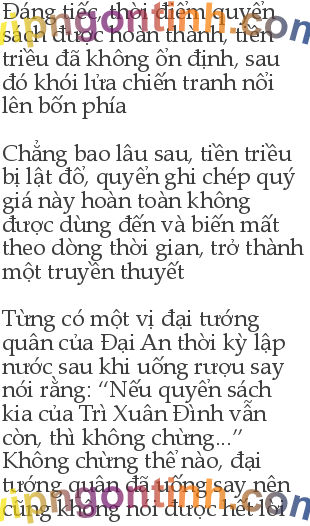 Đáng tiếc, thời điểm quyển
sách được hoàn thành, tiền
triều đã không ổn định, sau
đó khói lửa chiến tranh nổi
lên bốn phía
Chẳng bao lâu sau, tiền triều
bị lật đổ, quyển ghi chép quý
giá này hoàn toàn không
được dùng đến và biến mất
theo dòng thời gian, trở thành
một truyền thuyết
Từng có một vị đại tướng
quân của Đại An thời kỳ lập
nước sau khi uống rượu say
nói rằng: “Nếu quyển sách
kia của Trì Xuân Đình vẫn
còn, thì không chừng...”
Không chừng thế nào, đại
tướng quân đã uống say nên
cũng không nói được hết lời
vipngontinh.com
vipngontinh.com